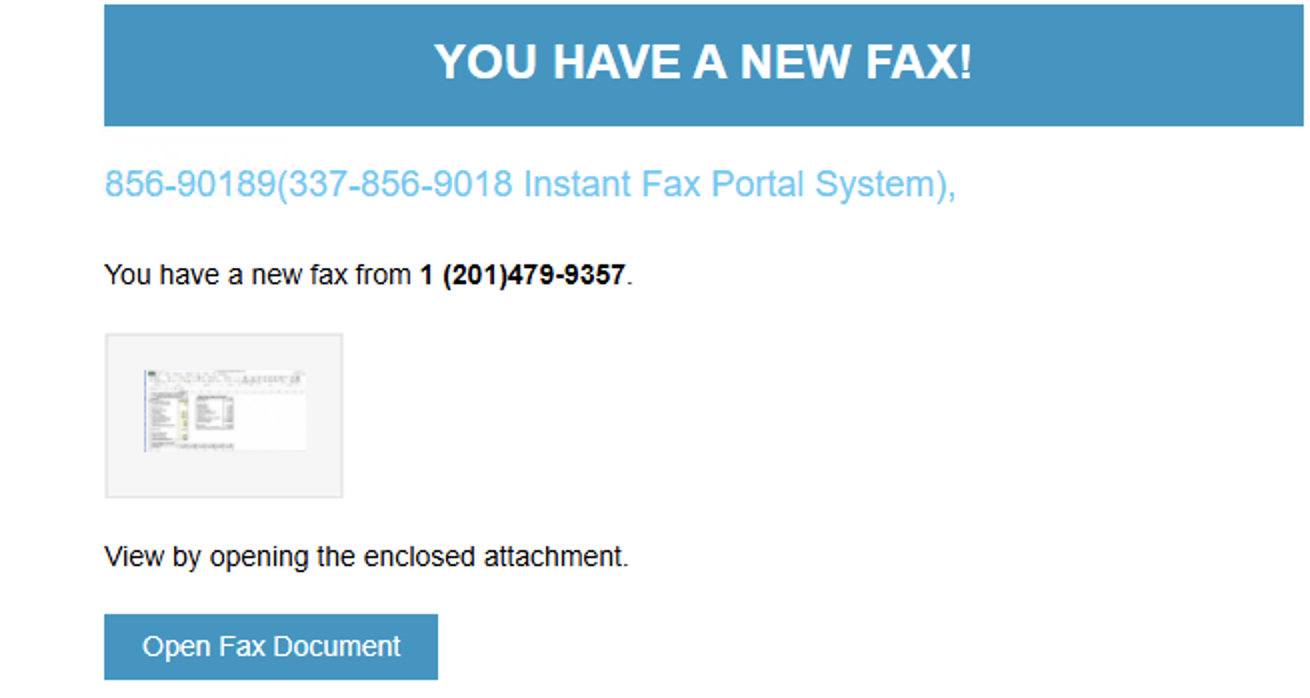 YOU HAVE A NEW FAX!
856-90189(337-856-9018 Instant Fax Portal System),
You have a new fax from 1 (201)479-9357.
View by opening the enclosed attachment.
Open Fax Document